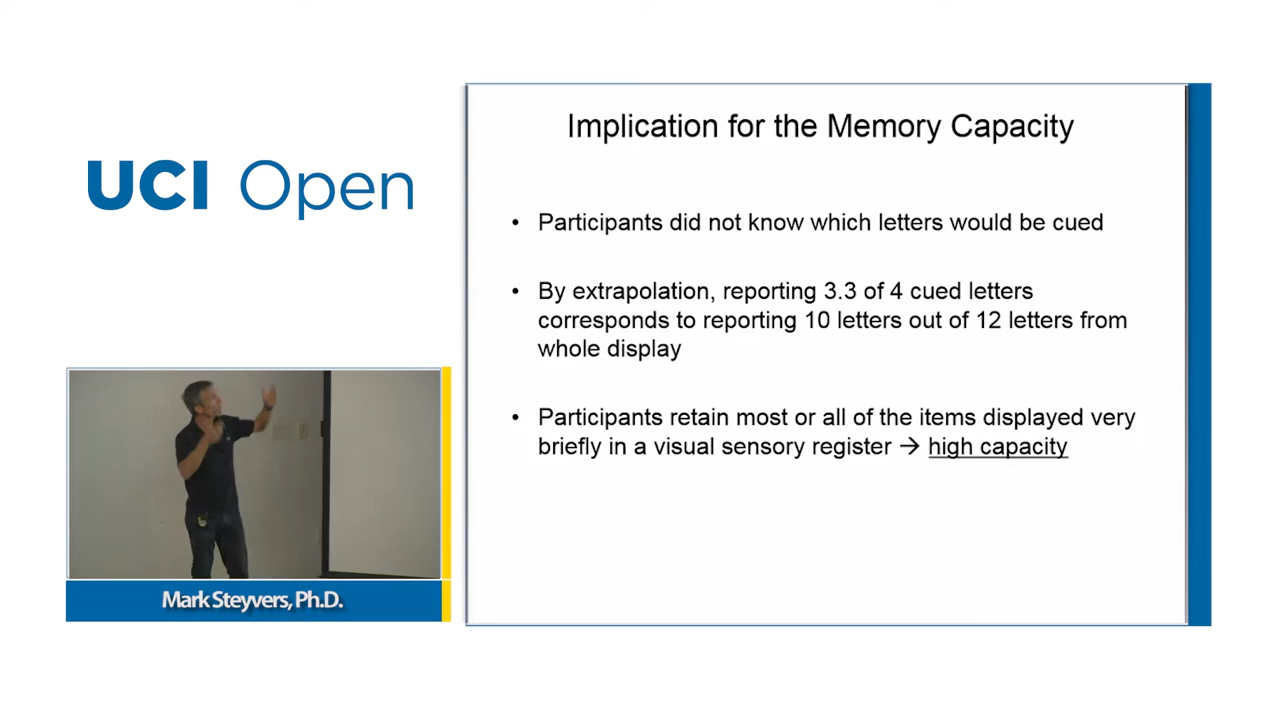 UCI Open
Implication for the Memory Capacity
• Participants did not know which letters would be cued
• By extrapolation, reporting 3.3 of 4 cued letters
corresponds to reporting 10 letters out of 12 letters from
whole display
• Participants retain most or all of the items displayed very
briefly in a visual sensory register → high capacity
Mark Steyvers, Ph.D.